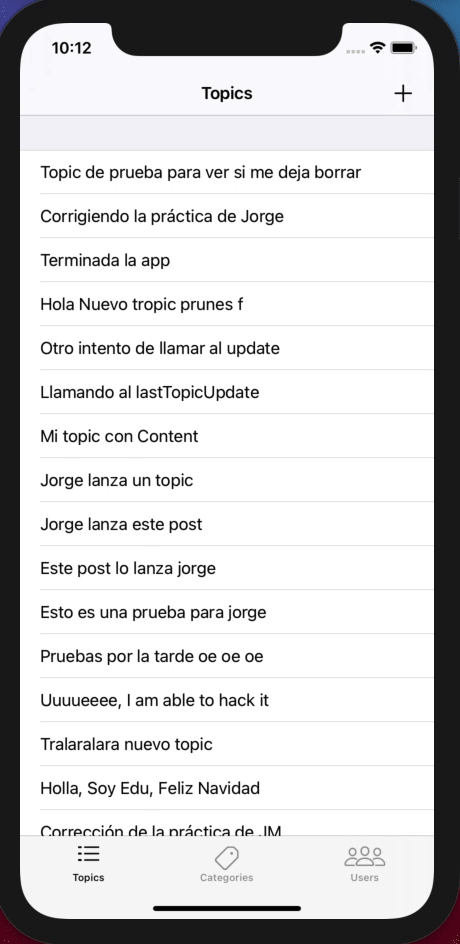 10:12
Topics
Topic de prueba para ver si me deja borrar
Corrigiendo la práctica de Jorge
Terminada la app
Hola Nuevo tropic prunes f
Otro intento de llamar al update
Llamando al lastTopicUpdate
Mi topic con Content
Jorge lanza un topic
Jorge lanza este post
Este post lo lanza jorge
Esto es una prueba para jorge
Pruebas por la tarde oe oe oe
Uuuueeee, I am able to hack it
Tralaralara nuevo topic
Holla, Soy Edu, Feliz Navidad
Corrección de la práctica de JM
Topics
Categories
Users